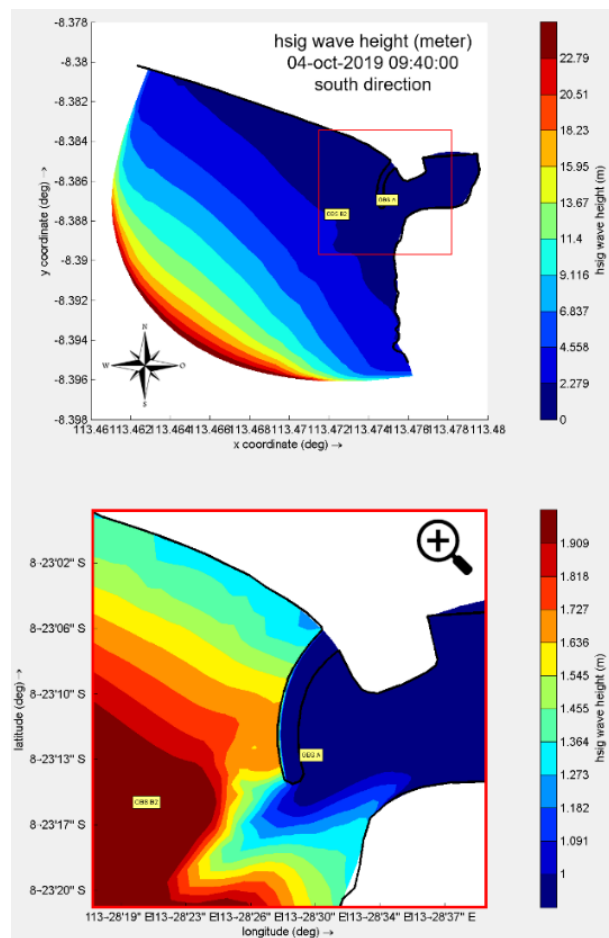 hsig wave height (meter)
04-oct-2019 09:40:00
south direction
-8.378
-8.38
-8.382
-8.384
-8.386
-8.388
-8.39
-8.392
-8.394
-8.396
-8.398
y coordinate (deg) →
OBS B2
OBS A
N
W
O
S
113.46 113.462 113.464 113.466 113.468 113.47 113.472 113.474 113.476 113.478 113.48
x coordinate (deg) →
22.79
20.51
18.23
15.95
13.67
11.4
9.116
6.837
4.558
2.279
0
hsig wave height (m)
8-23'02" S
8-23'06" S
8-23'10" S
8-23'13" S
8-23'17" S
8-23'20" S
latitude (deg) →
OBS B2
OBS A
113-28'19" E 113-28'23" E 113-28'26" E 113-28'30" E 113-28'34" E 113-28'37" E
longitude (deg) →
1.909
1.818
1.727
1.636
1.545
1.454
1.364
1.273
1.182
1.091
1
hsig wave height (m)